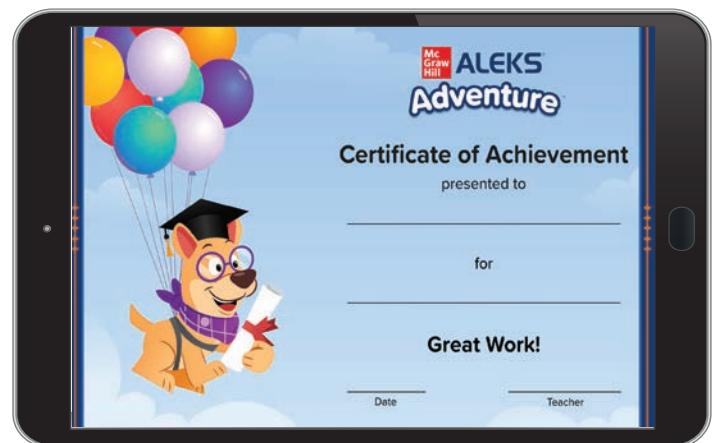 Mc
Graw
Hill
ALEKS
Adventure
Certificate of Achievement
presented to
for
Great Work!
Date
Teacher